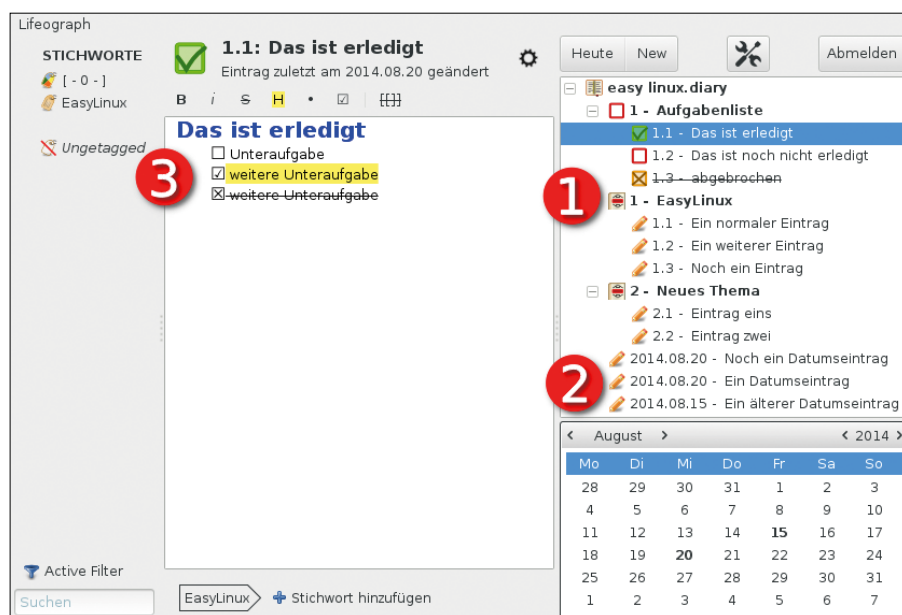 Lifeograph
STICHWORTE
[ - 0 - ]
EasyLinux
Ungetagged
Active Filter
Suchen
1.1: Das ist erledigt
Eintrag zuletzt am 2014.08.20 geändert
B i S H • ☑ [[]]
Das ist erledigt
☐ Unteraufgabe
☑ weitere Unteraufgabe
☒ weitere Unteraufgabe
3
EasyLinux
Stichwort hinzufügen
Heute New Abmelden
easy linux.diary
1 - Aufgabenliste
1.1 - Das ist erledigt
1.2 - Das ist noch nicht erledigt
1.3 - abgebrochen
1
1 - EasyLinux
1.1 - Ein normaler Eintrag
1.2 - Ein weiterer Eintrag
1.3 - Noch ein Eintrag
2 - Neues Thema
2.1 - Eintrag eins
2.2 - Eintrag zwei
2014.08.20 - Noch ein Datumseintrag
2
2014.08.20 - Ein Datumseintrag
2014.08.15 - Ein älterer Datumseintrag
< August > < 2014 >
Mo Di Mi Do Fr Sa So
28 29 30 31 1 2 3
4 5 6 7 8 9 10
11 12 13 14 15 16 17
18 19 20 21 22 23 24
25 26 27 28 29 30 31
1 2 3 4 5 6 7